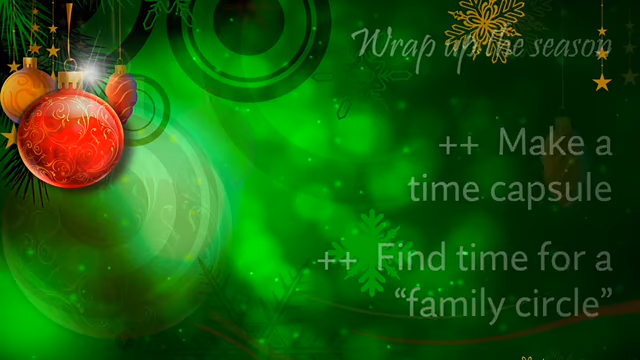 Wrap up the season
++ Make a
time capsule
++ Find time for a
“family circle”